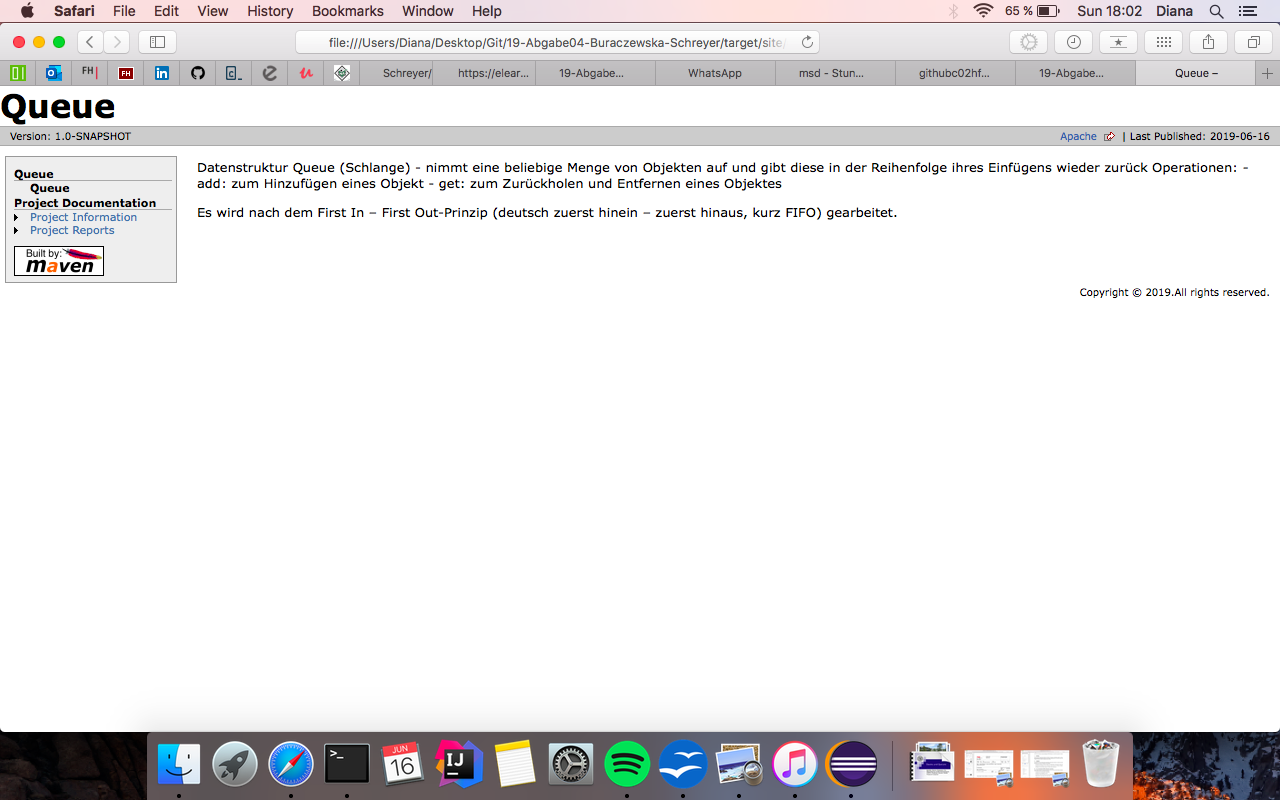 Safari File Edit View History Bookmarks Window Help 65 % Sun 18:02 Diana
file:///Users/Diana/Desktop/Git/19-Abgabe04-Buraczewska-Schreyer/target/site/
FH FH in C_ Schreyer/ https://elear... 19-Abgabe... WhatsApp msd - Stun... githubc02hf... 19-Abgabe... Queue –
Queue
Version: 1.0-SNAPSHOT Apache | Last Published: 2019-06-16
Queue
Queue
Project Documentation
Project Information
Project Reports
Built by:
maven
Datenstruktur Queue (Schlange) - nimmt eine beliebige Menge von Objekten auf und gibt diese in der Reihenfolge ihres Einfügens wieder zurück Operationen: -
add: zum Hinzufügen eines Objekt - get: zum Zurückholen und Entfernen eines Objektes
Es wird nach dem First In – First Out-Prinzip (deutsch zuerst hinein – zuerst hinaus, kurz FIFO) gearbeitet.
Copyright © 2019.All rights reserved.
>_ JUN
16
IJ